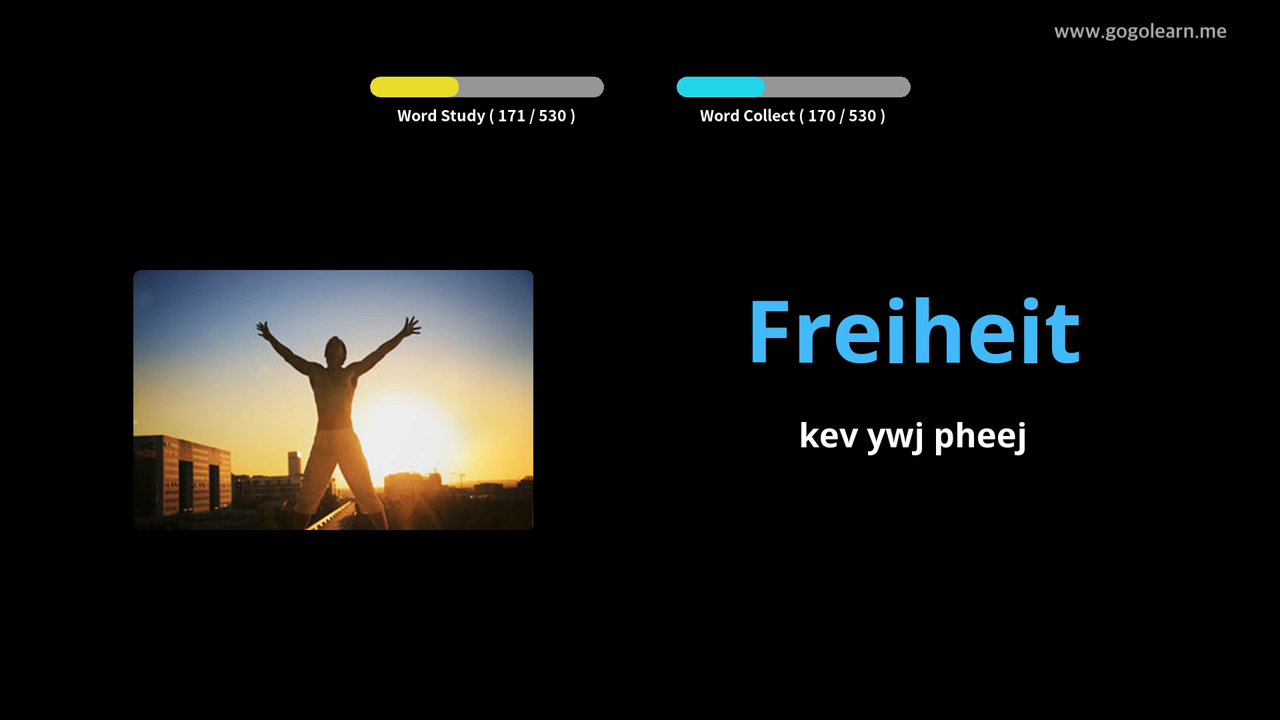 www.gogolearn.me
Word Study ( 171 / 530 )
Word Collect ( 170 / 530 )
Freiheit
kev ywj pheej